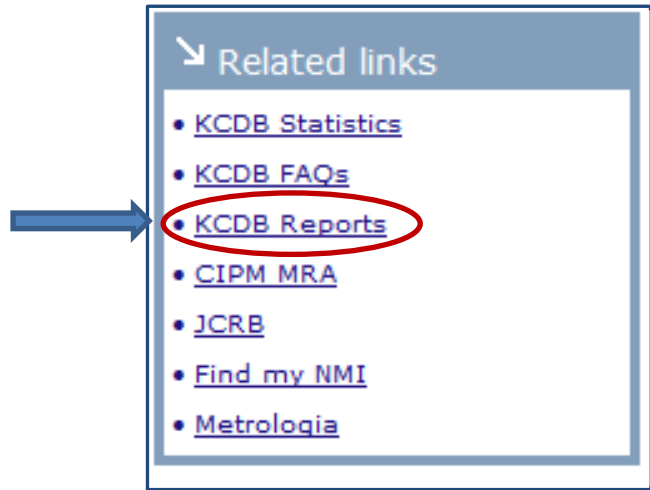 Related links
• KCDB Statistics
• KCDB FAQs
• KCDB Reports
• CIPM MRA
• JCRB
• Find my NMI
• Metrologia